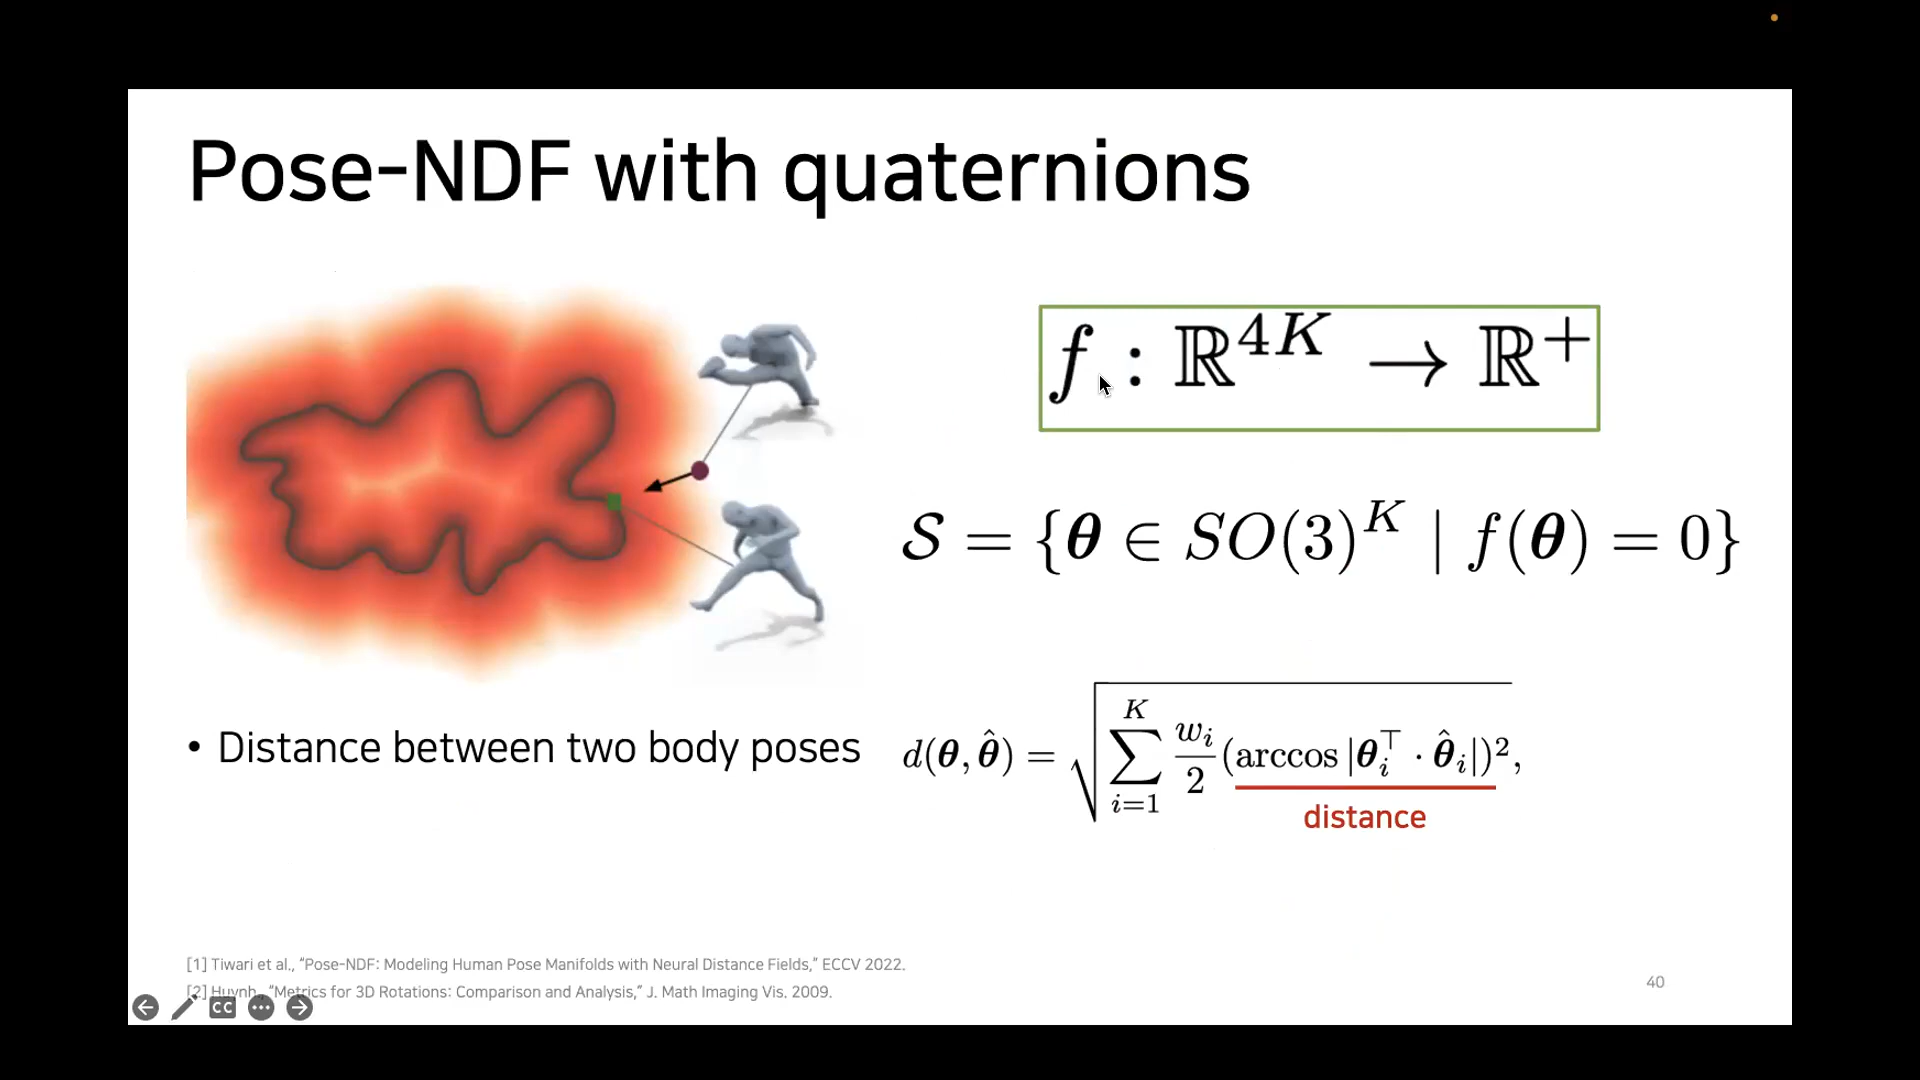 Pose-NDF with quaternions
f : ℝ^{4K} → ℝ^+
𝒮 = {θ ∈ SO(3)^K | f(θ) = 0}
• Distance between two body poses
d(θ, θ̂) = √(∑_{i=1}^{K} w_i/2 (arccos |θ_i^⊤ · θ̂_i|)²),
distance
[1] Tiwari et al., “Pose-NDF: Modeling Human Pose Manifolds with Neural Distance Fields,” ECCV 2022.
[2] Huynh, “Metrics for 3D Rotations: Comparison and Analysis,” J. Math Imaging Vis. 2009.
40
CC